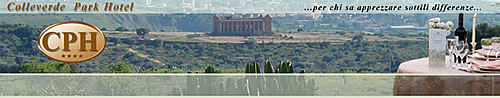 Colleverde Park Hotel
...per chi sa apprezzare sottili differenze...
CPH
★★★★